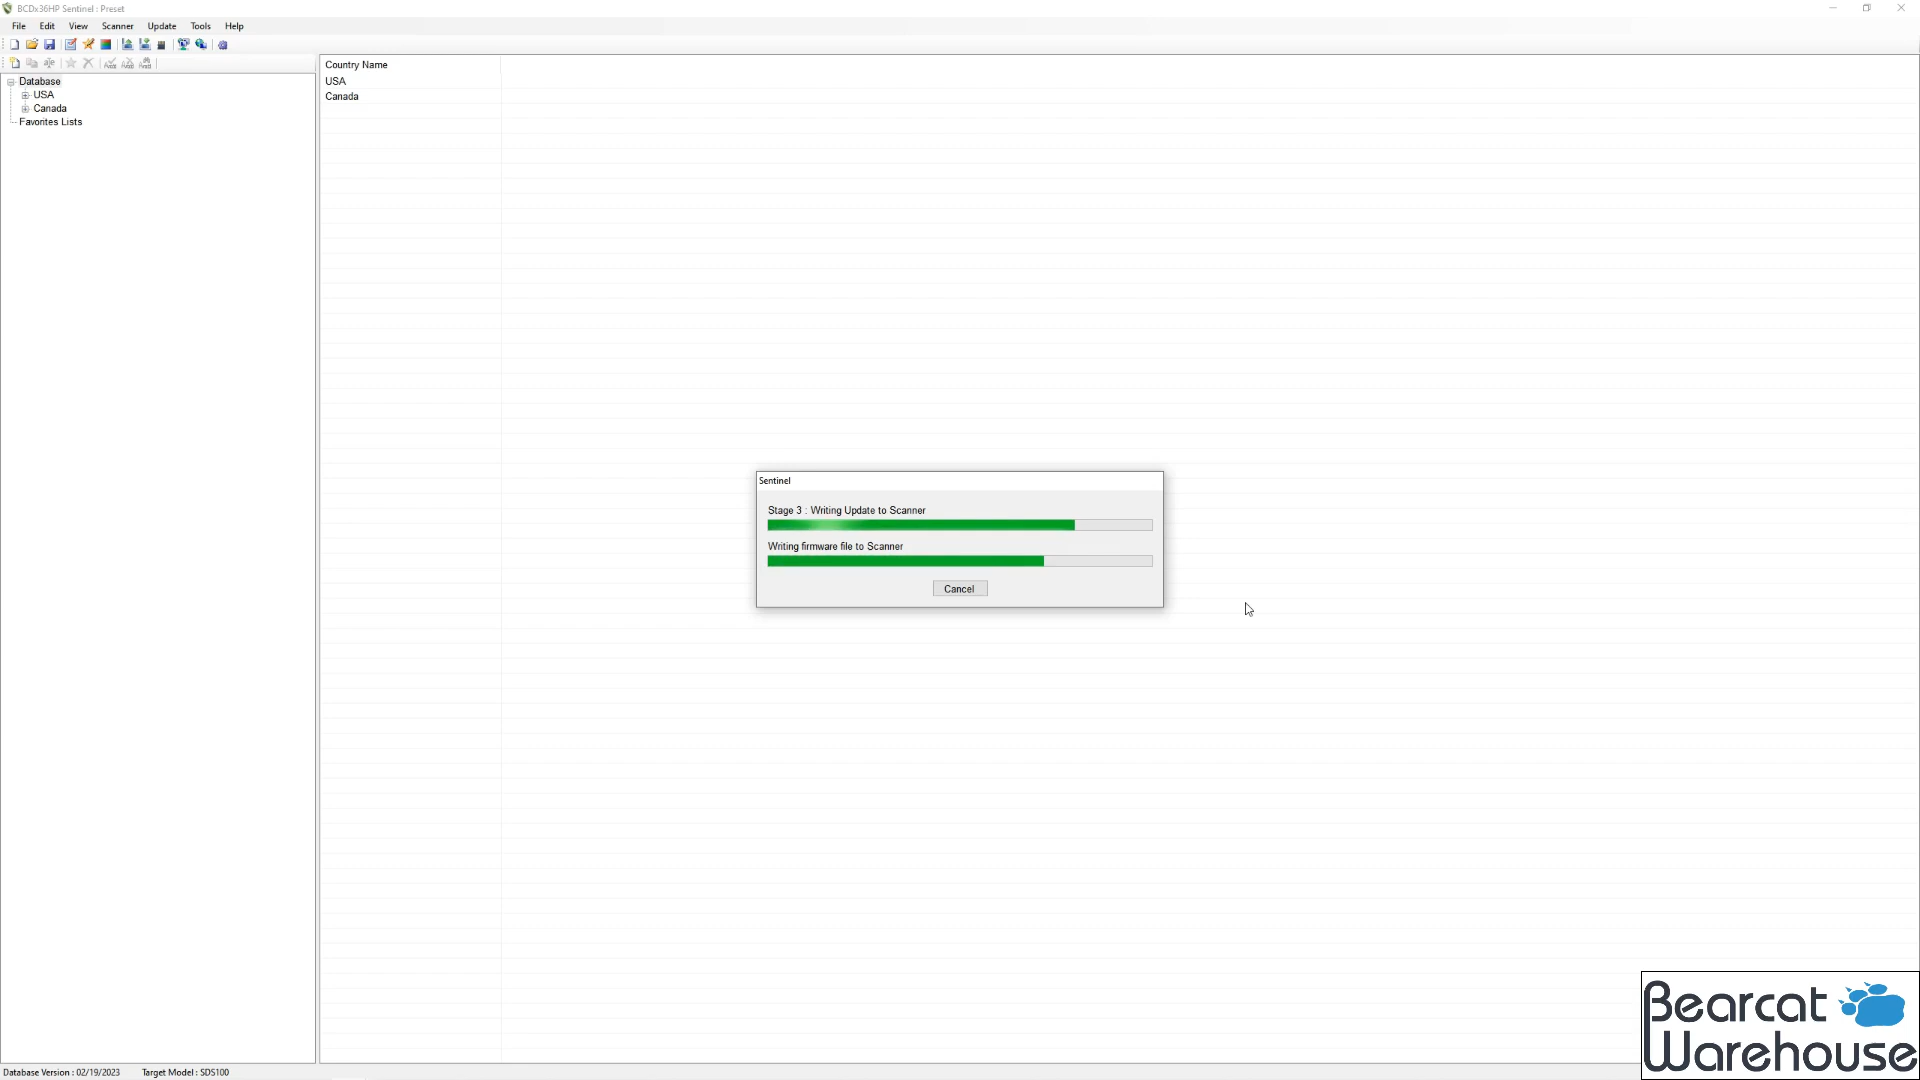 BCDx36HP Sentinel : Preset
File Edit View Scanner Update Tools Help
Database
USA
Canada
Favorites Lists
Country Name
USA
Canada
Sentinel
Stage 3 : Writing Update to Scanner
Writing firmware file to Scanner
Cancel
Bearcat
Warehouse
Database Version : 02/19/2023 Target Model : SDS100